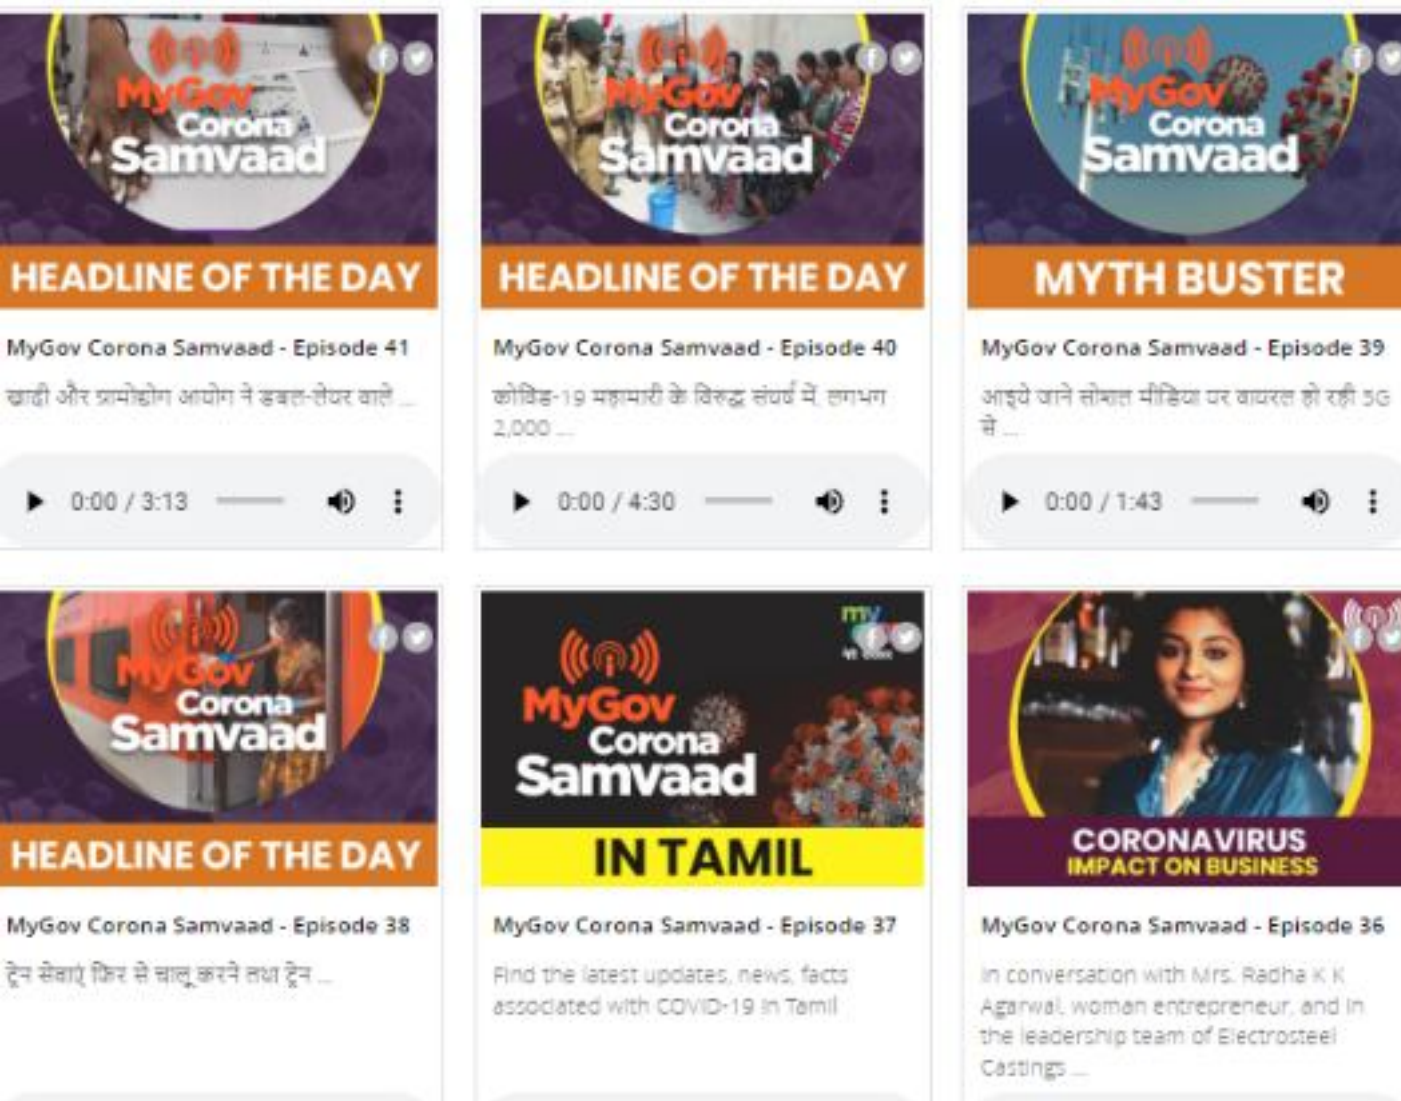 MyGov
Corona
Samvaad
HEADLINE OF THE DAY
MyGov Corona Samvaad - Episode 41
खादी और ग्रामोद्योग आयोग ने डबल-लेयर वाले ...
0:00 / 3:13
MyGov
Corona
Samvaad
HEADLINE OF THE DAY
MyGov Corona Samvaad - Episode 40
कोविड-19 महामारी के विरुद्ध संघर्ष में, लगभग
2,000 ...
0:00 / 4:30
MyGov
Corona
Samvaad
MYTH BUSTER
MyGov Corona Samvaad - Episode 39
आइये जाने सोशल मीडिया पर वायरल हो रही 5G
से ...
0:00 / 1:43
MyGov
Corona
Samvaad
HEADLINE OF THE DAY
MyGov Corona Samvaad - Episode 38
ट्रेन सेवाएं फिर से चालू करने तथा ट्रेन ...
my
MyGov
Corona
Samvaad
IN TAMIL
MyGov Corona Samvaad - Episode 37
Find the latest updates, news, facts
associated with COVID-19 in Tamil
CORONAVIRUS
IMPACT ON BUSINESS
MyGov Corona Samvaad - Episode 36
In conversation with Mrs. Radha K K
Agarwal, woman entrepreneur, and in
the leadership team of Electrosteel
Castings ...